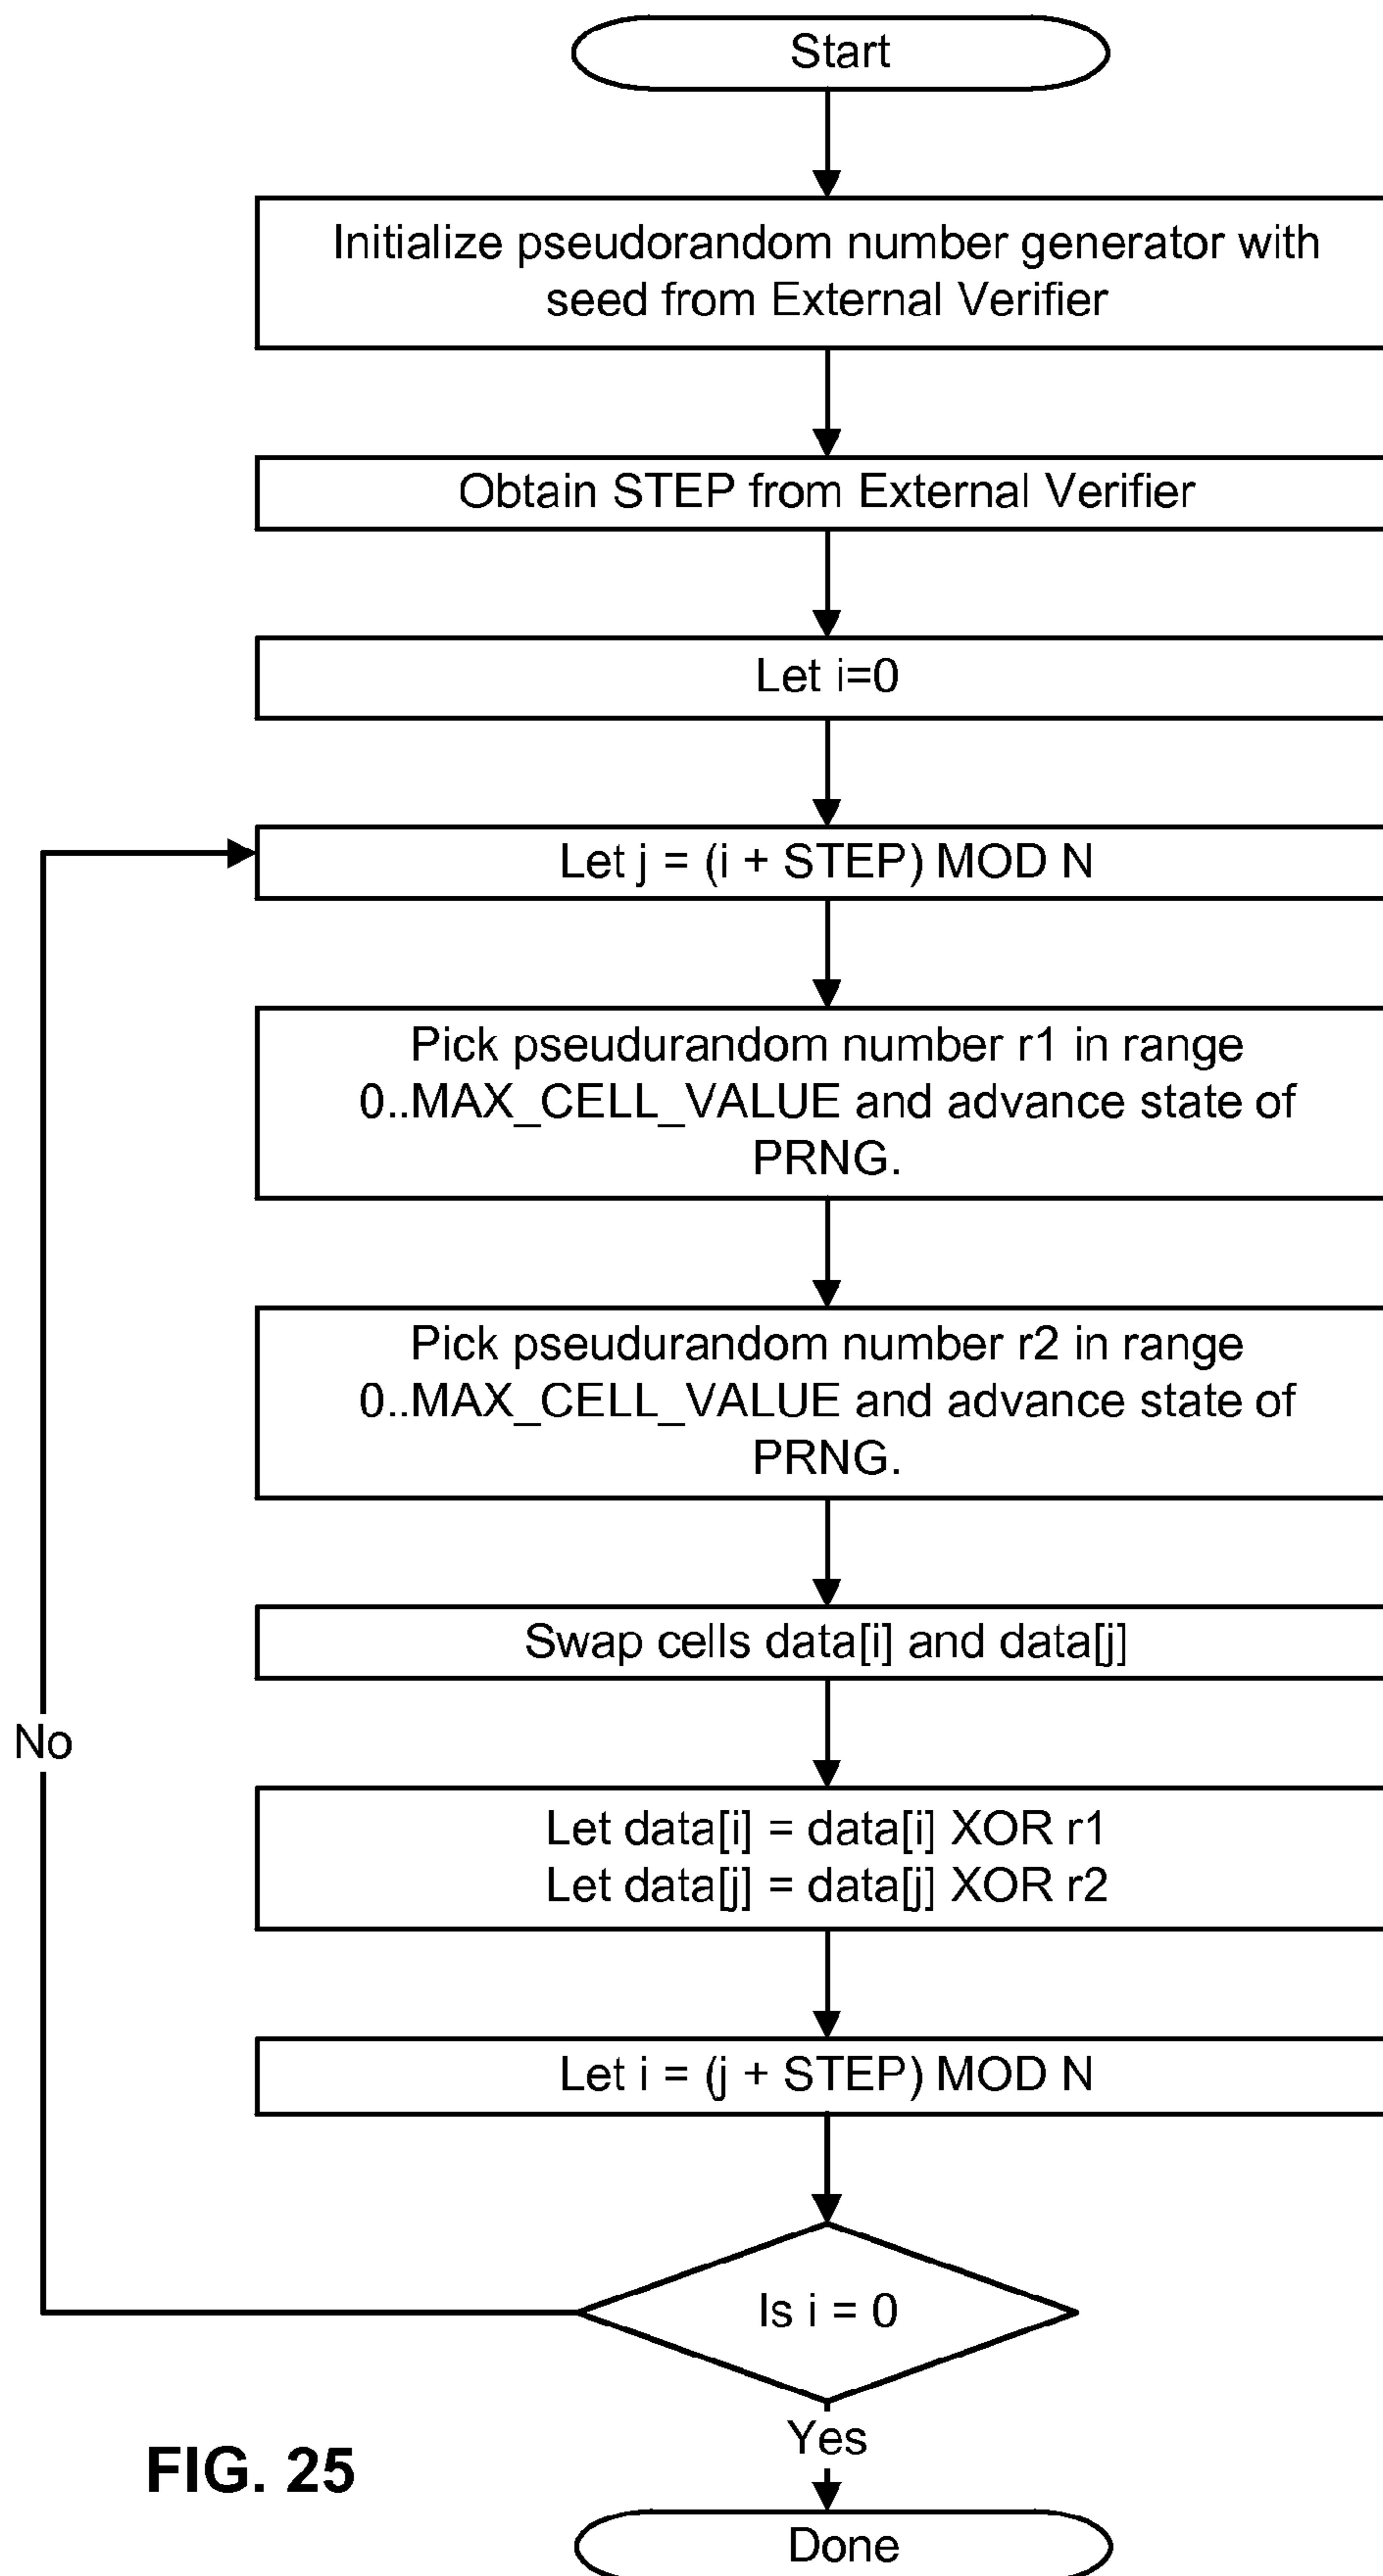 Start
Initialize pseudorandom number generator with
seed from External Verifier
Obtain STEP from External Verifier
Let i=0
Let j = (i + STEP) MOD N
Pick pseudurandom number r1 in range
0..MAX_CELL_VALUE and advance state of
PRNG.
Pick pseudurandom number r2 in range
0..MAX_CELL_VALUE and advance state of
PRNG.
Swap cells data[i] and data[j]
No
Let data[i] = data[i] XOR r1
Let data[j] = data[j] XOR r2
Let i = (j + STEP) MOD N
Is i = 0
Yes
FIG. 25
Done